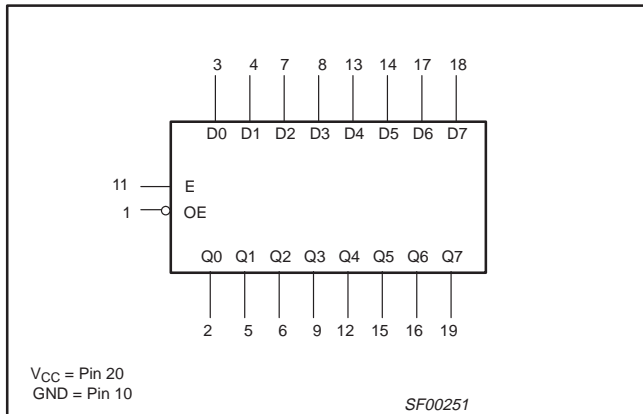 3 4 7 8 13 14 17 18
D0 D1 D2 D3 D4 D5 D6 D7
11 E
1 OE
Q0 Q1 Q2 Q3 Q4 Q5 Q6 Q7
2 5 6 9 12 15 16 19
VCC = Pin 20
GND = Pin 10
SF00251